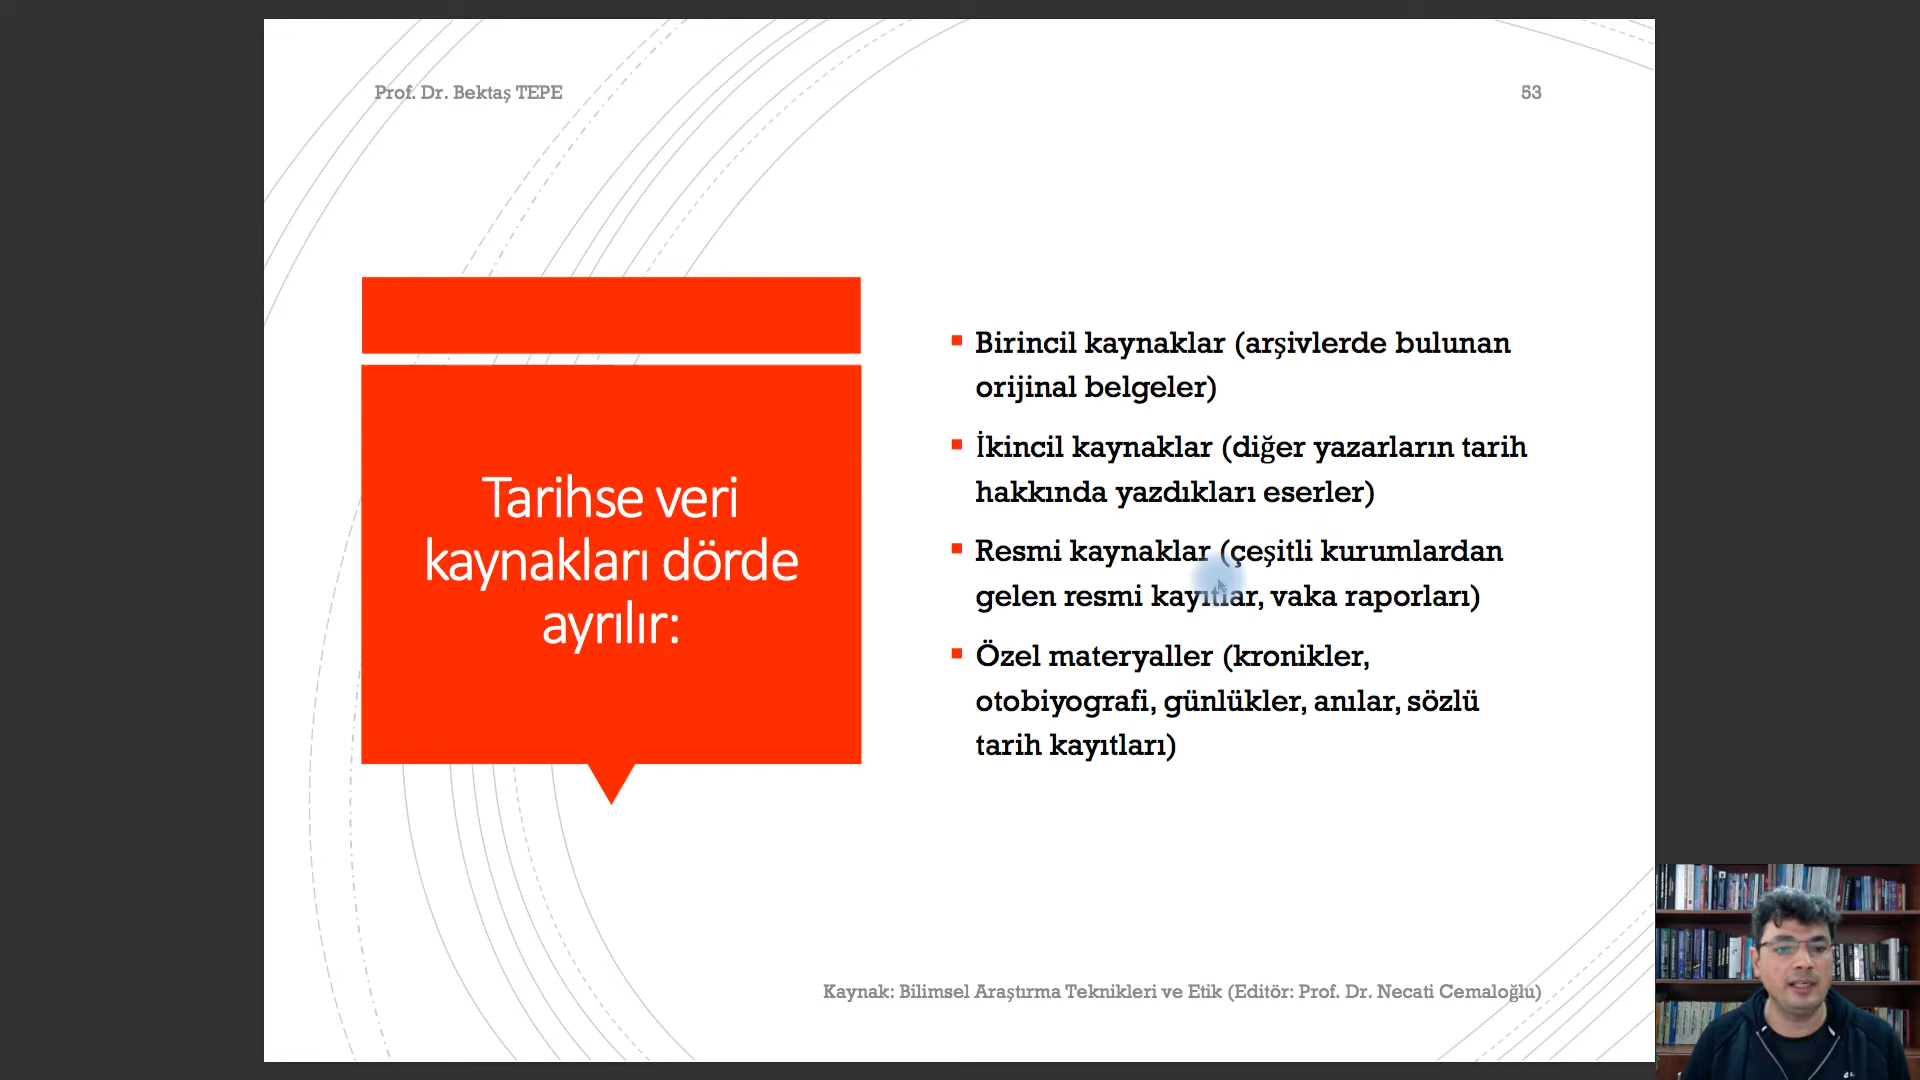 Prof. Dr. Bektaş TEPE
53
Tarihse veri
kaynakları dörde
ayrılır:
Birincil kaynaklar (arşivlerde bulunan
orijinal belgeler)
İkincil kaynaklar (diğer yazarların tarih
hakkında yazdıkları eserler)
Resmi kaynaklar (çeşitli kurumlardan
gelen resmi kayıtlar, vaka raporları)
Özel materyaller (kronikler,
otobiyografi, günlükler, anılar, sözlü
tarih kayıtları)
Kaynak: Bilimsel Araştırma Teknikleri ve Etik (Editör: Prof. Dr. Necati Cemaloğlu)